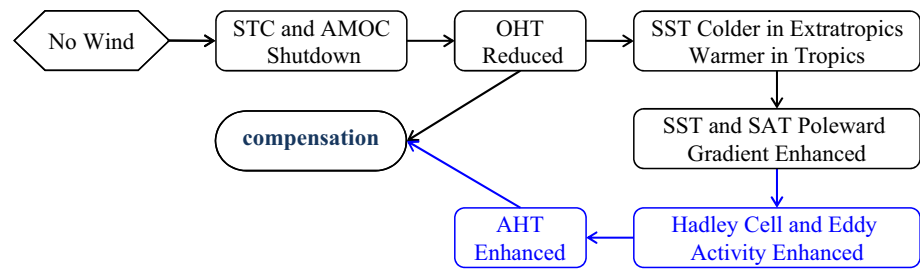 No Wind
STC and AMOC
Shutdown
OHT
Reduced
SST Colder in Extratropics
Warmer in Tropics
SST and SAT Poleward
Gradient Enhanced
compensation
AHT
Enhanced
Hadley Cell and Eddy
Activity Enhanced